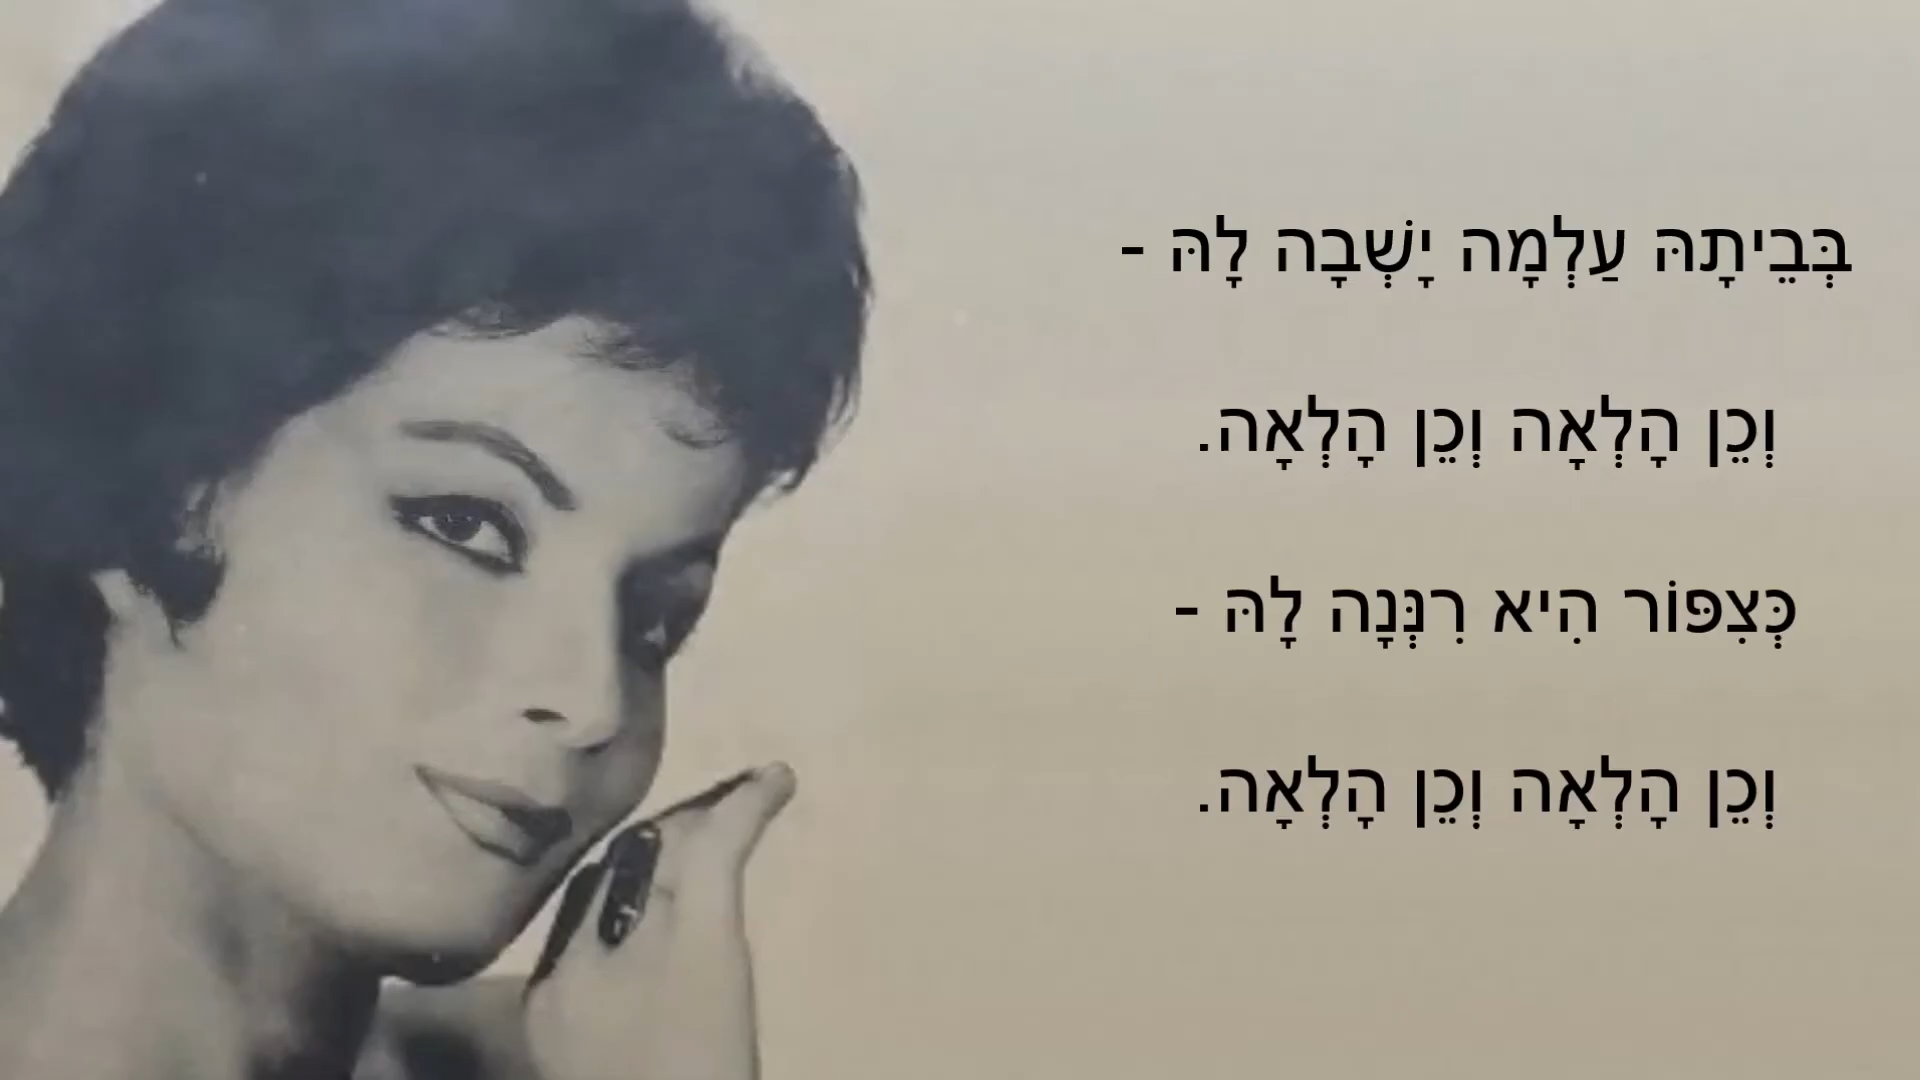 בְּבֵיתָהּ עַלְמָה יָשְׁבָה לָהּ -
וְכֵן הָלְאָה וְכֵן הָלְאָה.
כְּצִפּוֹר הִיא רִנְּנָה לָהּ -
וְכֵן הָלְאָה וְכֵן הָלְאָה.